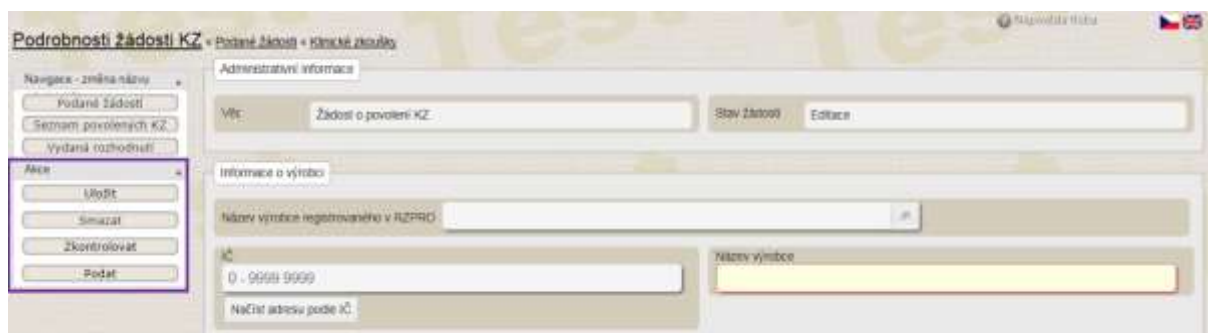 Nápověda
Podrobnosti žádosti KZ « Podané žádosti « Klinické zkoušky
Navigace - změna názvu
Podané žádosti
Seznam povolených KZ
Vydaná rozhodnutí
Akce
Uložit
Smazat
Zkontrolovat
Podat
Administrativní informace
Věc
Žádost o povolení KZ
Stav žádosti
Editace
Informace o výrobci
Název výrobce registrovaného v RZPRO
IČ
0 - 9999 9999
Načíst adresu podle IČ
Název výrobce